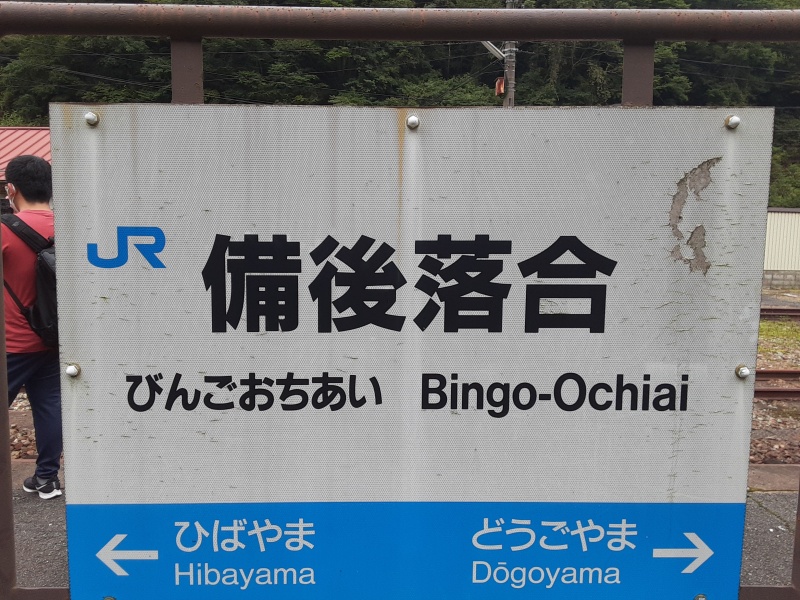 JR 備後落合
びんごおちあい Bingo-Ochiai
← ひばやま どうごやま →
Hibayama Dōgoyama